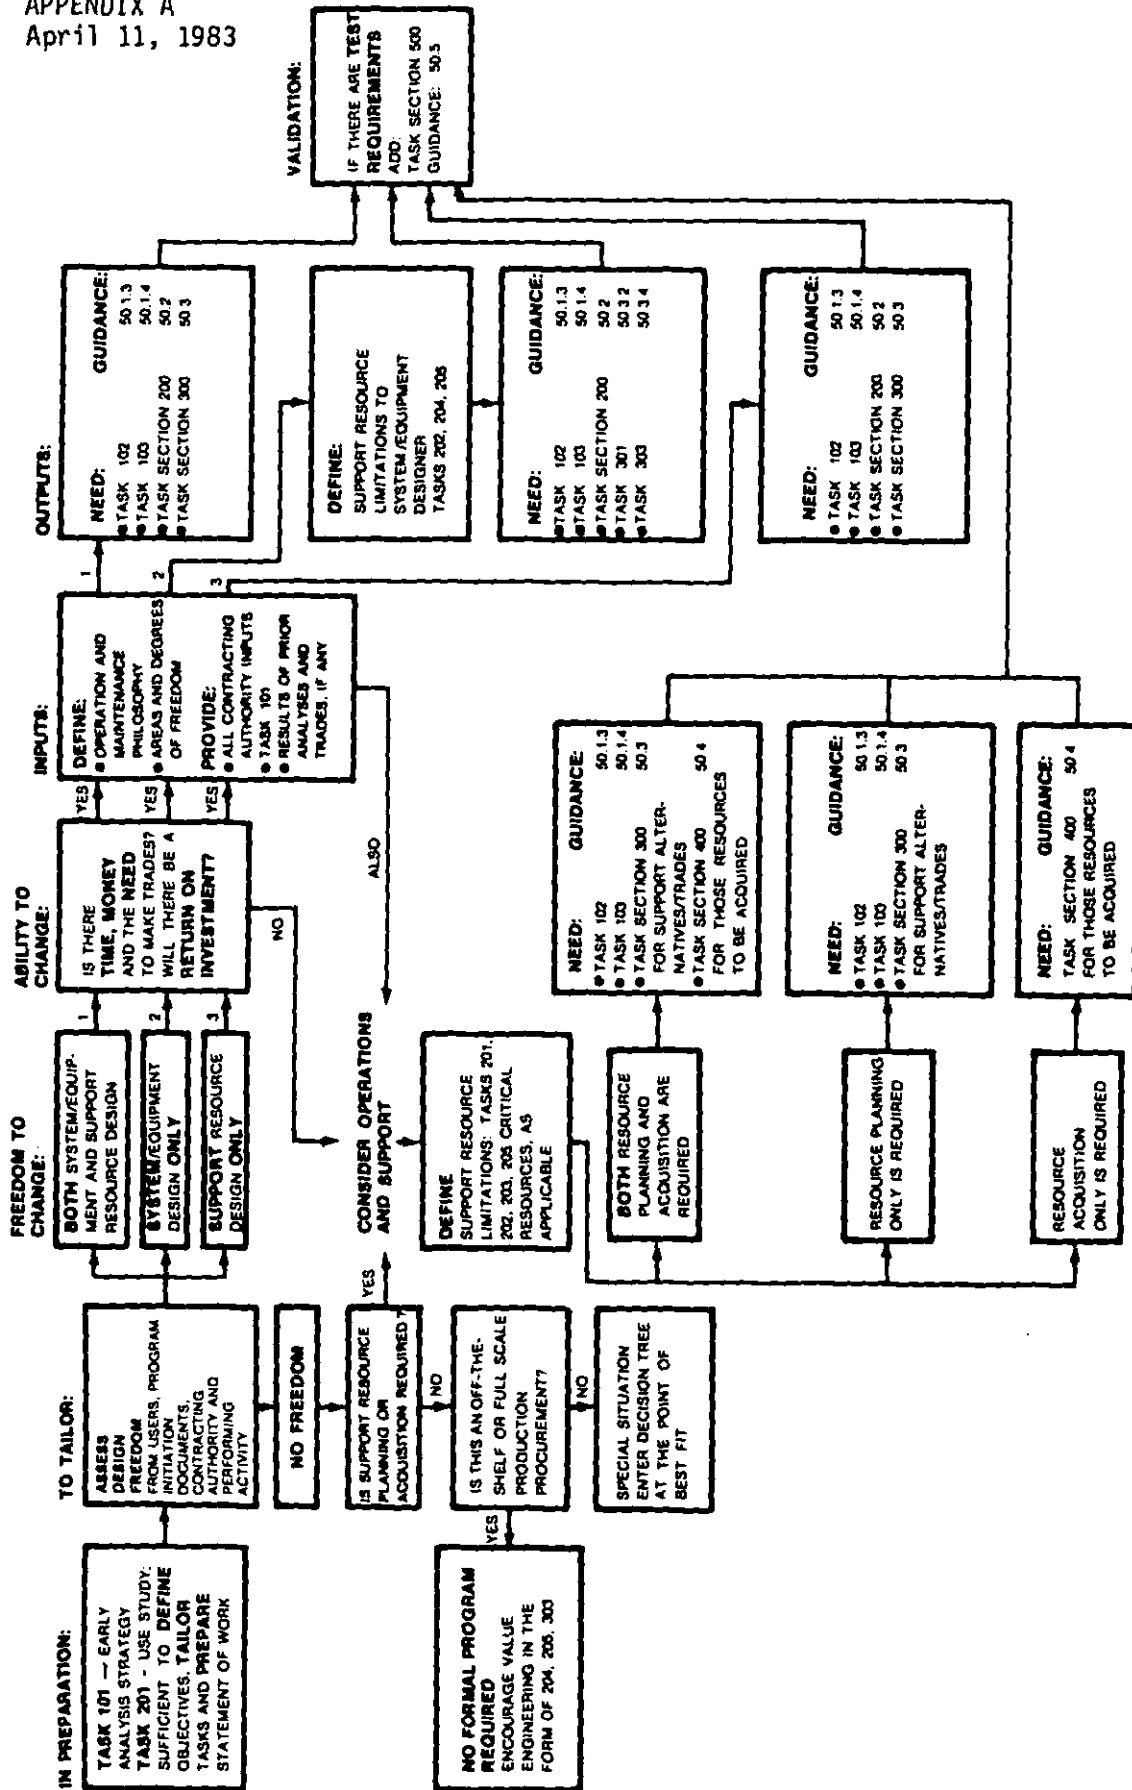 APPENDIX A
April 11, 1983
IN PREPARATION:
TASK 101 — EARLY
ANALYSIS STRATEGY
TASK 201 - USE STUDY:
SUFFICIENT TO DEFINE
OBJECTIVES, TAILOR
TASKS AND PREPARE
STATEMENT OF WORK
TO TAILOR:
ASSESS
DESIGN
FREEDOM
FROM USERS, PROGRAM
INITIATION
DOCUMENTS,
CONTRACTING
AUTHORITY AND
PERFORMING
ACTIVITY
NO FREEDOM
IS SUPPORT RESOURCE
PLANNING OR
ACQUISITION REQUIRED?
YES
NO
IS THIS AN OFF-THE-
SHELF OR FULL SCALE
PRODUCTION
PROCUREMENT?
YES
NO
NO FORMAL PROGRAM
REQUIRED
ENCOURAGE VALUE
ENGINEERING IN THE
FORM OF 204, 205, 303
SPECIAL SITUATION
ENTER DECISION TREE
AT THE POINT OF
BEST FIT
FREEDOM TO
CHANGE:
BOTH SYSTEM/EQUIP-
MENT AND SUPPORT
RESOURCE DESIGN
SYSTEM/EQUIPMENT
DESIGN ONLY
SUPPORT RESOURCE
DESIGN ONLY
1
2
3
ABILITY TO
CHANGE:
IS THERE
TIME, MONEY
AND THE NEED
TO MAKE TRADES?
WILL THERE BE A
RETURN ON
INVESTMENT?
YES
YES
YES
NO
INPUTS:
DEFINE:
● OPERATION AND
MAINTENANCE
PHILOSOPHY
● AREAS AND DEGREES
OF FREEDOM
PROVIDE:
● ALL CONTRACTING
AUTHORITY INPUTS
● TASK 101
● RESULTS OF PRIOR
ANALYSES AND
TRADES, IF ANY
1
2
3
ALSO
CONSIDER OPERATIONS
AND SUPPORT
DEFINE
SUPPORT RESOURCE
LIMITATIONS: TASKS 201,
202, 203, 205 CRITICAL
RESOURCES, AS
APPLICABLE
BOTH RESOURCE
PLANNING AND
ACQUISITION ARE
REQUIRED
RESOURCE PLANNING
ONLY IS REQUIRED
RESOURCE
ACQUISITION
ONLY IS REQUIRED
NEED: GUIDANCE:
● TASK 102 50.1.3
● TASK 103 50.1.4
● TASK SECTION 300 50.3
FOR SUPPORT ALTER-
NATIVES/TRADES
● TASK SECTION 400 50 4
FOR THOSE RESOURCES
TO BE ACQUIRED
NEED: GUIDANCE:
● TASK 102 50 1.3
● TASK 103 50.1.4
● TASK SECTION 300 50 3
FOR SUPPORT ALTER-
NATIVES/TRADES
NEED: GUIDANCE:
TASK SECTION 400 50 4
FOR THOSE RESOURCES
TO BE ACQUIRED
OUTPUTS:
NEED: GUIDANCE:
● TASK 102 50 1.3
● TASK 103 50.1.4
● TASK SECTION 200 50.2
● TASK SECTION 300 50 3
DEFINE:
SUPPORT RESOURCE
LIMITATIONS TO
SYSTEM/EQUIPMENT
DESIGNER
TASKS 202, 204, 205
NEED: GUIDANCE:
● TASK 102 50.1.3
● TASK 103 50 1.4
● TASK SECTION 200 50 2
● TASK 301 50 3 2
● TASK 303 50 3 4
NEED: GUIDANCE:
● TASK 102 50 1.3
● TASK 103 50.1.4
● TASK SECTION 203 50 2
● TASK SECTION 300 50 3
VALIDATION:
IF THERE ARE TEST
REQUIREMENTS
ADD:
TASK SECTION 500
GUIDANCE: 50.5